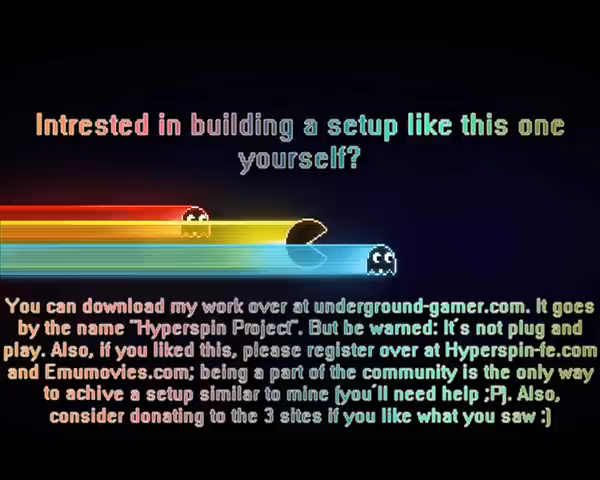 Intrested in building a setup like this one
yourself?
You can download my work over at underground-gamer.com. It goes
by the name "Hyperspin Project". But be warned: It´s not plug and
play. Also, if you liked this, please register over at Hyperspin-fe.com
and Emumovies.com; being a part of the community is the only way
to achive a setup similar to mine (you´ll need help ;P). Also,
consider donating to the 3 sites if you like what you saw :)